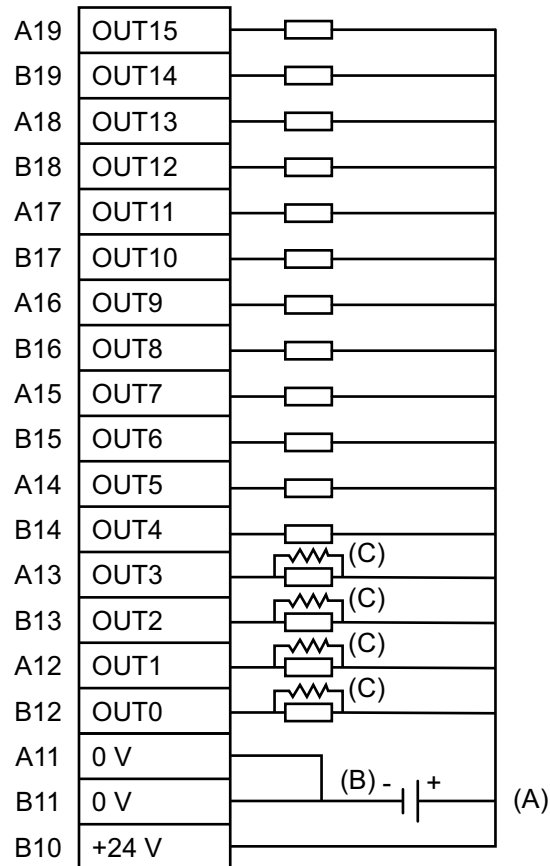 A19 OUT15
B19 OUT14
A18 OUT13
B18 OUT12
A17 OUT11
B17 OUT10
A16 OUT9
B16 OUT8
A15 OUT7
B15 OUT6
A14 OUT5
B14 OUT4
(C)
A13 OUT3
(C)
B13 OUT2
(C)
A12 OUT1
(C)
B12 OUT0
A11 0 V
(B) - +
B11 0 V (A)
B10 +24 V